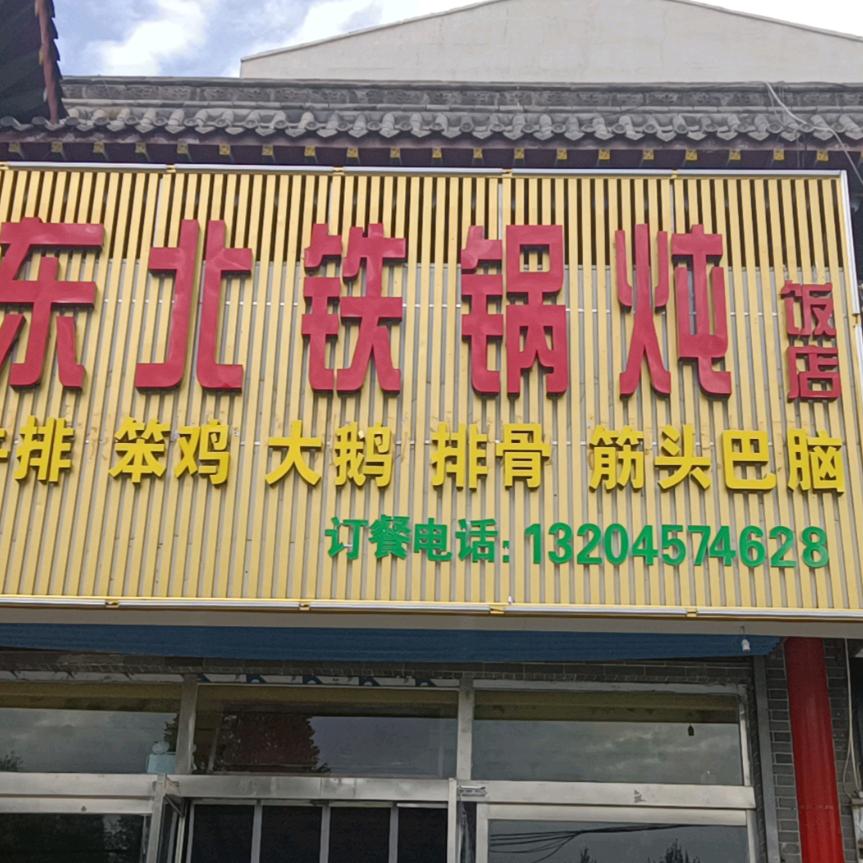 东北铁锅炖饭店
排 笨鸡 大鹅 排骨 筋头巴脑
订餐电话:13204574628